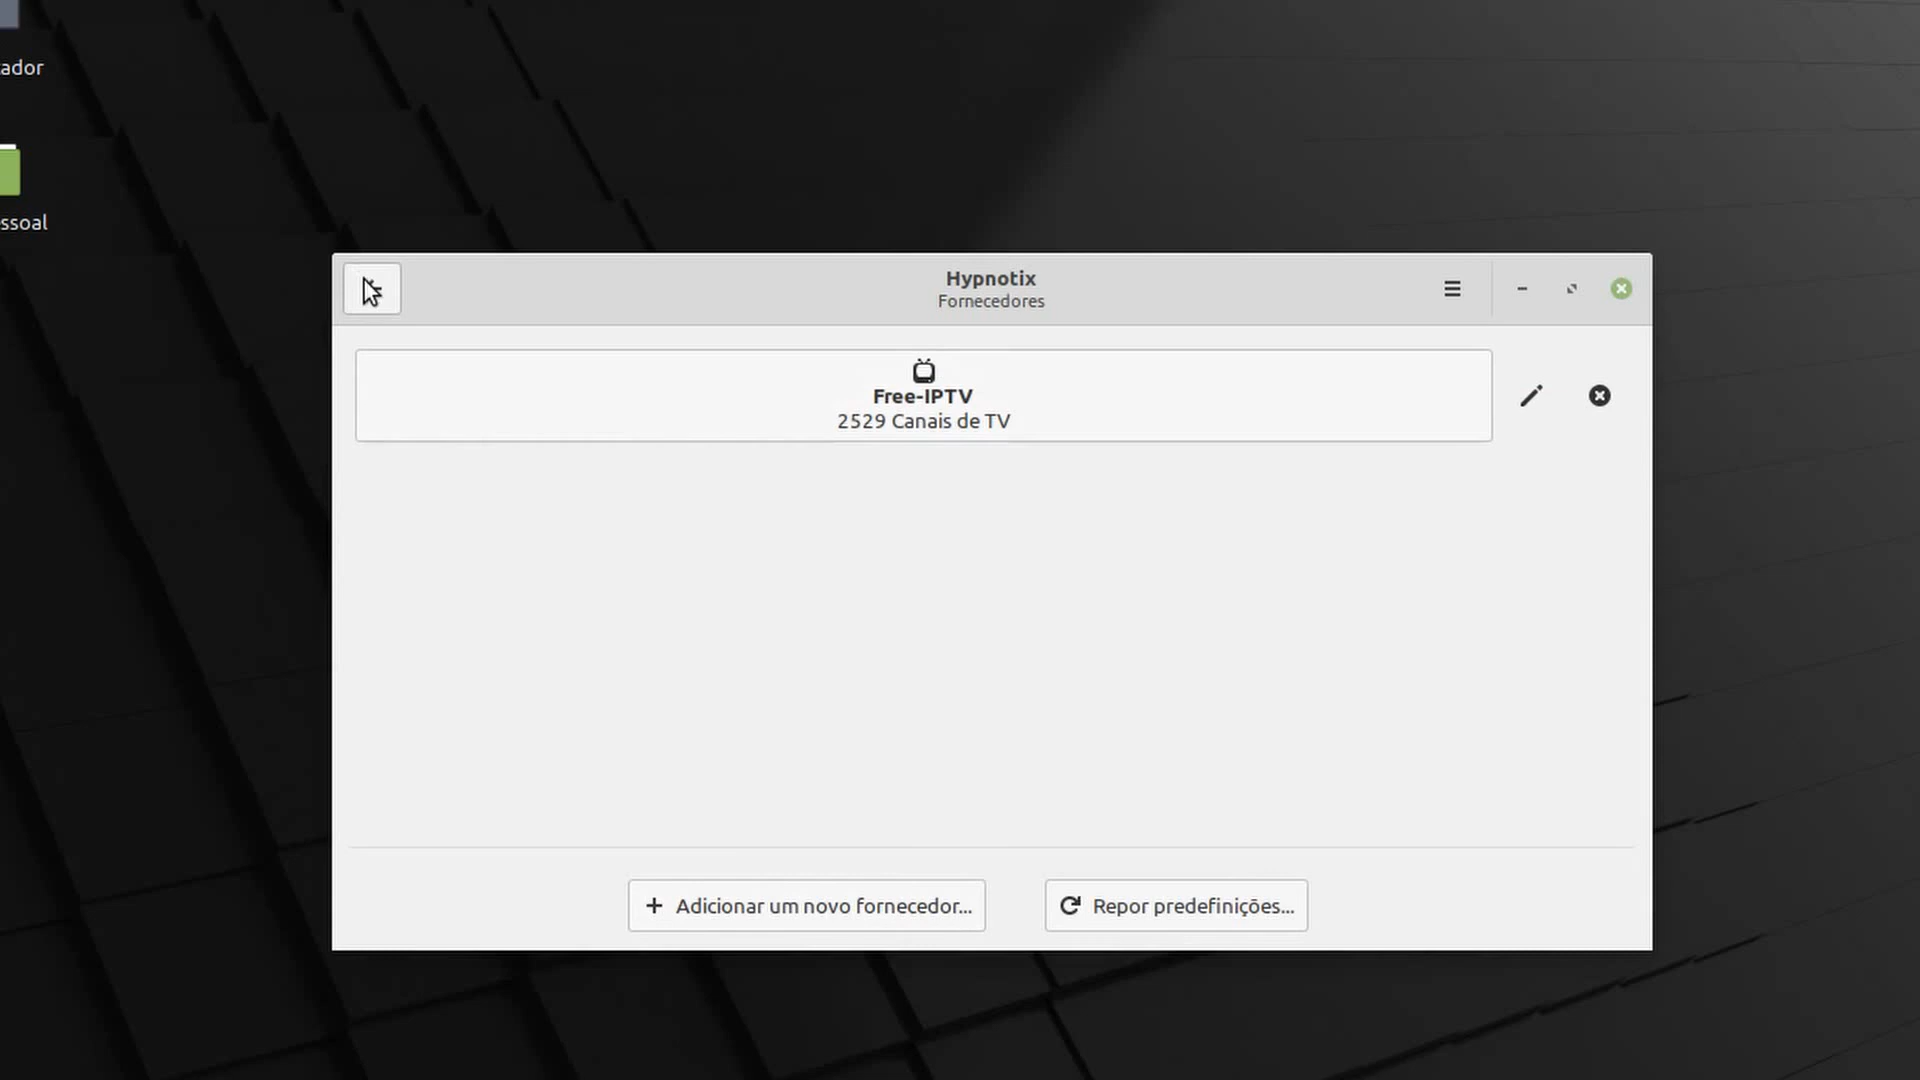 ador
ssoal
Hypnotix
Fornecedores
Free-IPTV
2529 Canais de TV
Adicionar um novo fornecedor...
Repor predefinições...